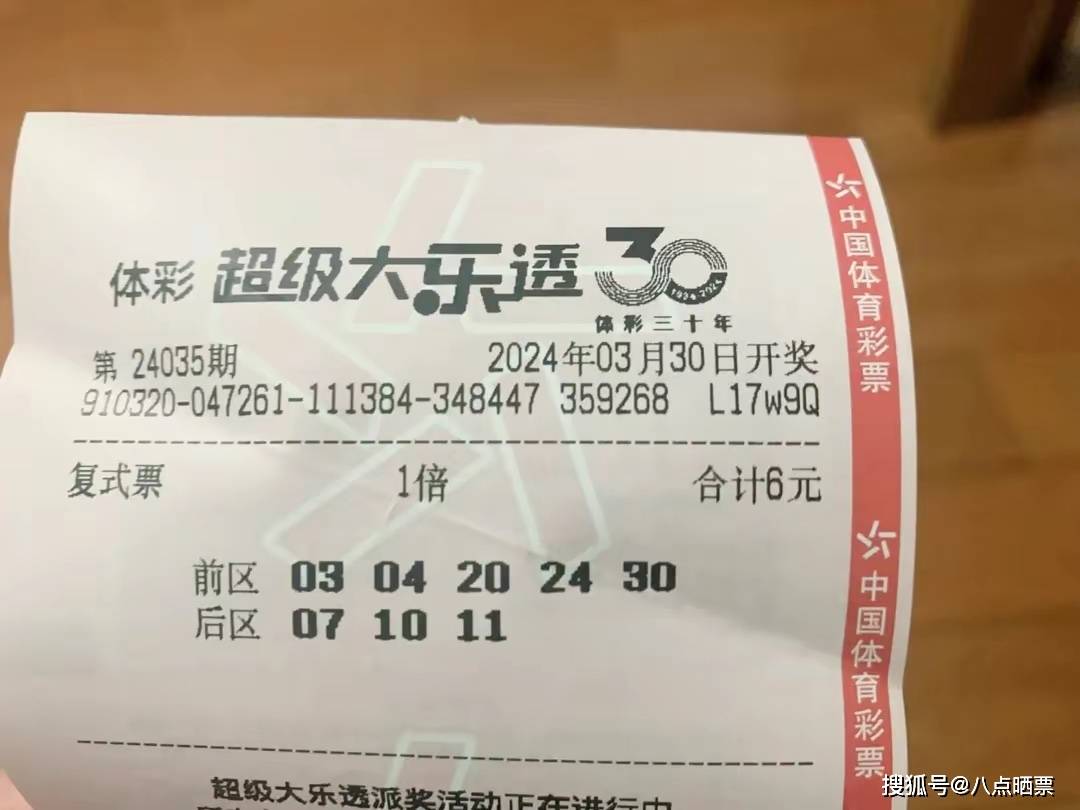 体彩 超级大乐透 30
1994-2024
体彩三十年
第 24035期 2024年03月30日开奖
910320-047261-111384-348447 359268 L17w9Q
复式票 1倍 合计6元
前区 03 04 20 24 30
后区 07 10 11
超级大乐透派奖活动正在进行中
中国体育彩票
中国体育彩票
搜狐号@八点晒票